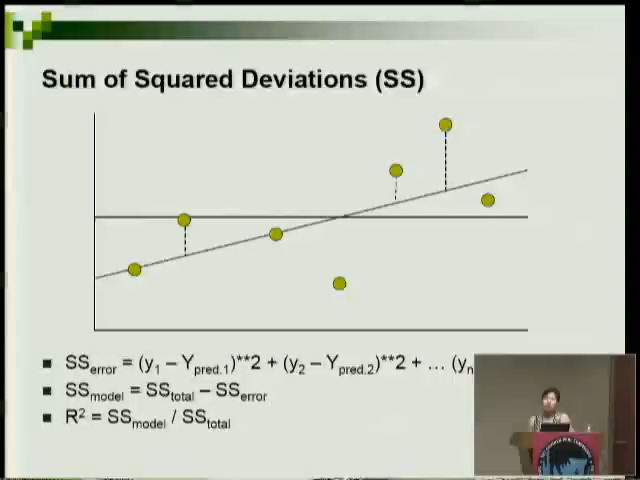 Sum of Squared Deviations (SS)
SSerror = (y1 – Ypred.1)**2 + (y2 – Ypred.2)**2 + … (yn
SSmodel = SStotal – SSerror
R2 = SSmodel / SStotal